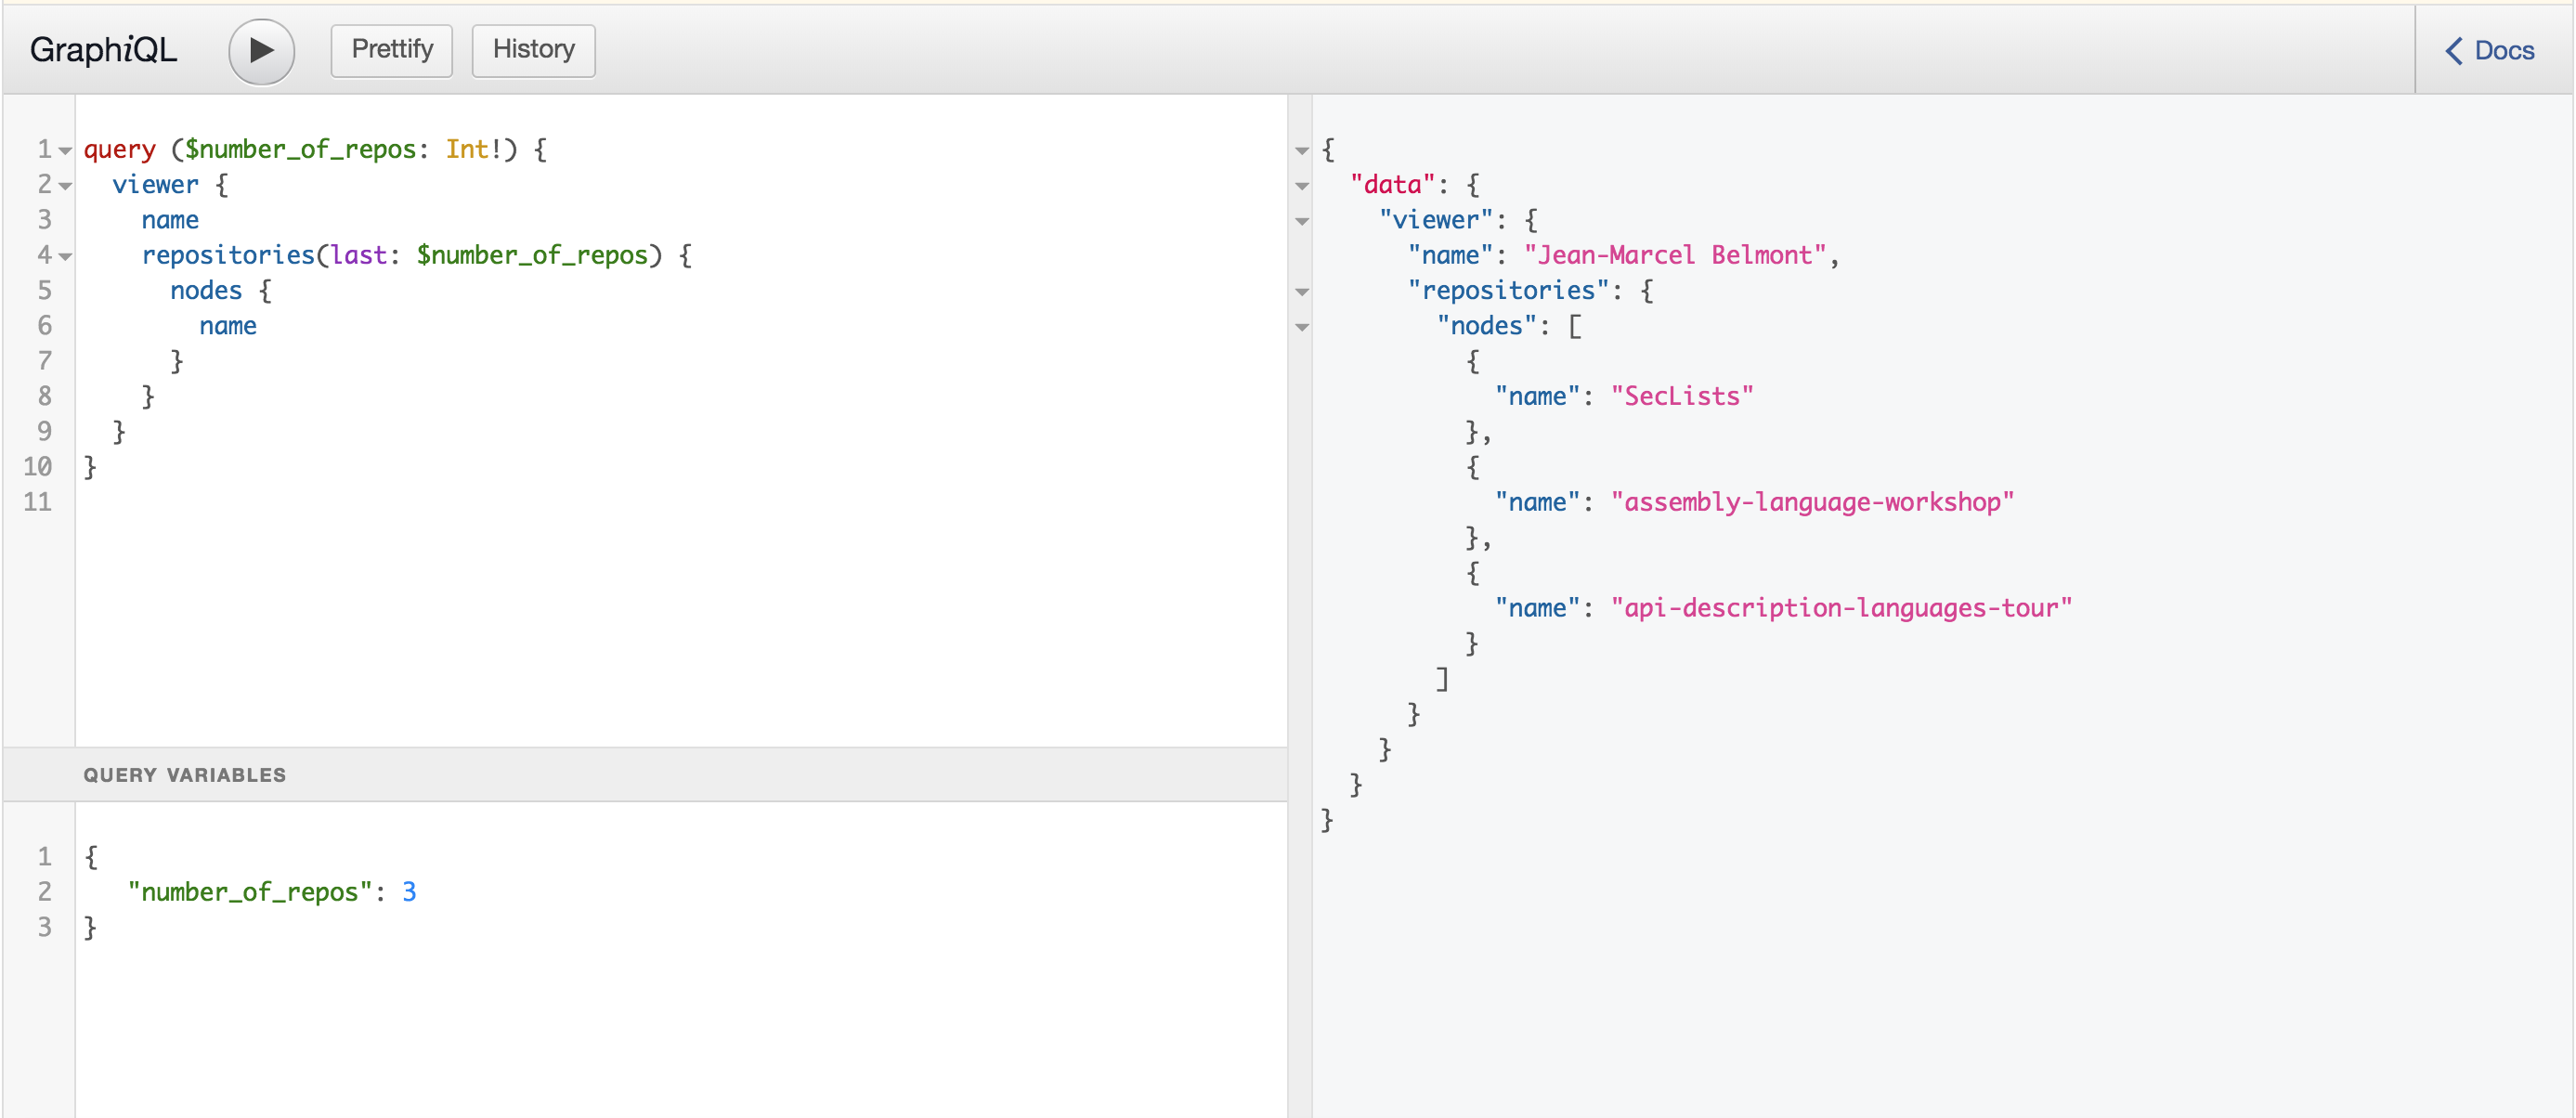 GraphiQL Prettify History Docs
1 query ($number_of_repos: Int!) {
2   viewer {
3     name
4     repositories(last: $number_of_repos) {
5       nodes {
6         name
7       }
8     }
9   }
10 }
11
QUERY VARIABLES
1 {
2    "number_of_repos": 3
3 }
{
  "data": {
    "viewer": {
      "name": "Jean-Marcel Belmont",
      "repositories": {
        "nodes": [
          {
            "name": "SecLists"
          },
          {
            "name": "assembly-language-workshop"
          },
          {
            "name": "api-description-languages-tour"
          }
        ]
      }
    }
  }
}